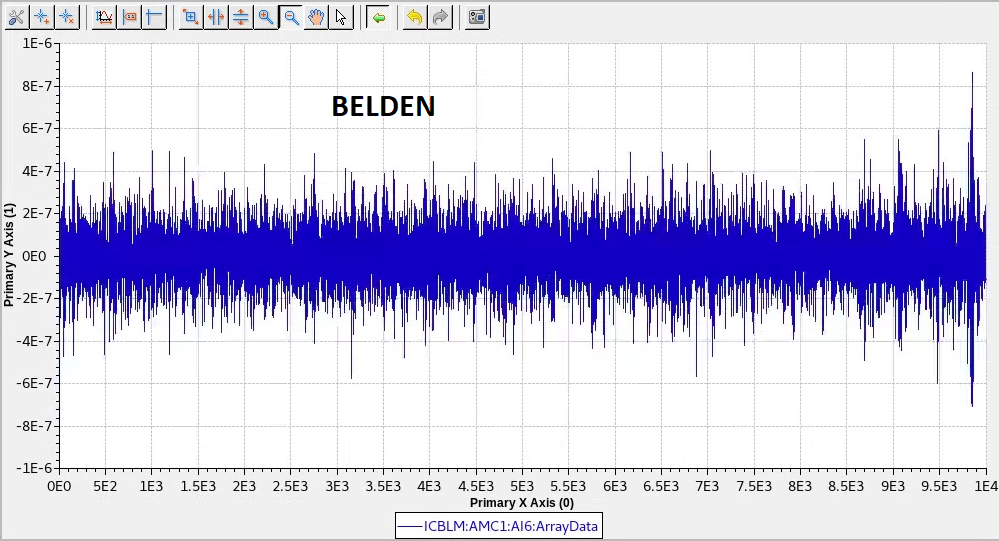 BELDEN
Primary Y Axis (1)
1E-6
8E-7
6E-7
4E-7
2E-7
0E0
-2E-7
-4E-7
-6E-7
-8E-7
-1E-6
0E0 5E2 1E3 1.5E3 2E3 2.5E3 3E3 3.5E3 4E3 4.5E3 5E3 5.5E3 6E3 6.5E3 7E3 7.5E3 8E3 8.5E3 9E3 9.5E3 1E4
Primary X Axis (0)
ICBLM:AMC1:AI6:ArrayData